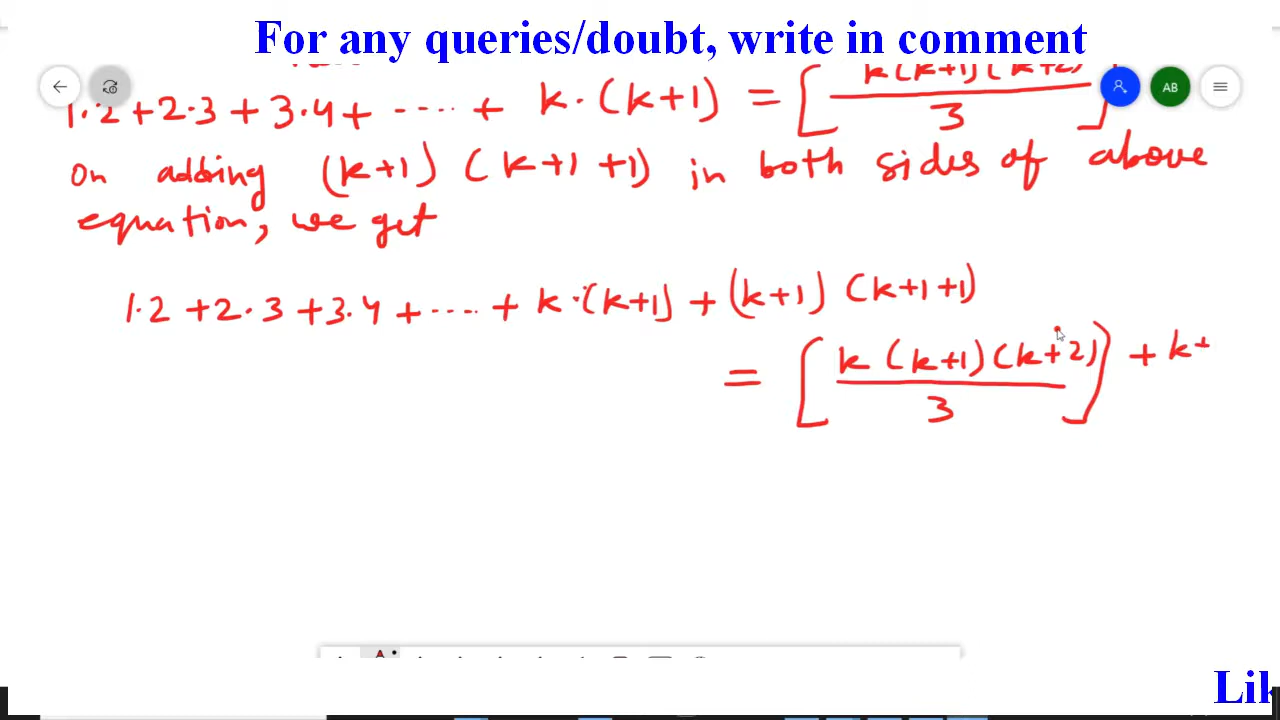 For any queries/doubt, write in comment
1·2+2·3 + 3·4 + ----- + k·(k+1) = [k(k+1)(k+2)/3]
AB
On adding (k+1) (k+1+1) in both sides of above
equation, we get
1·2 +2·3 +3·4 + ----- + k·(k+1) + (k+1) (k+1+1)
= [k (k+1)(k+2)/3] + k+
Lik